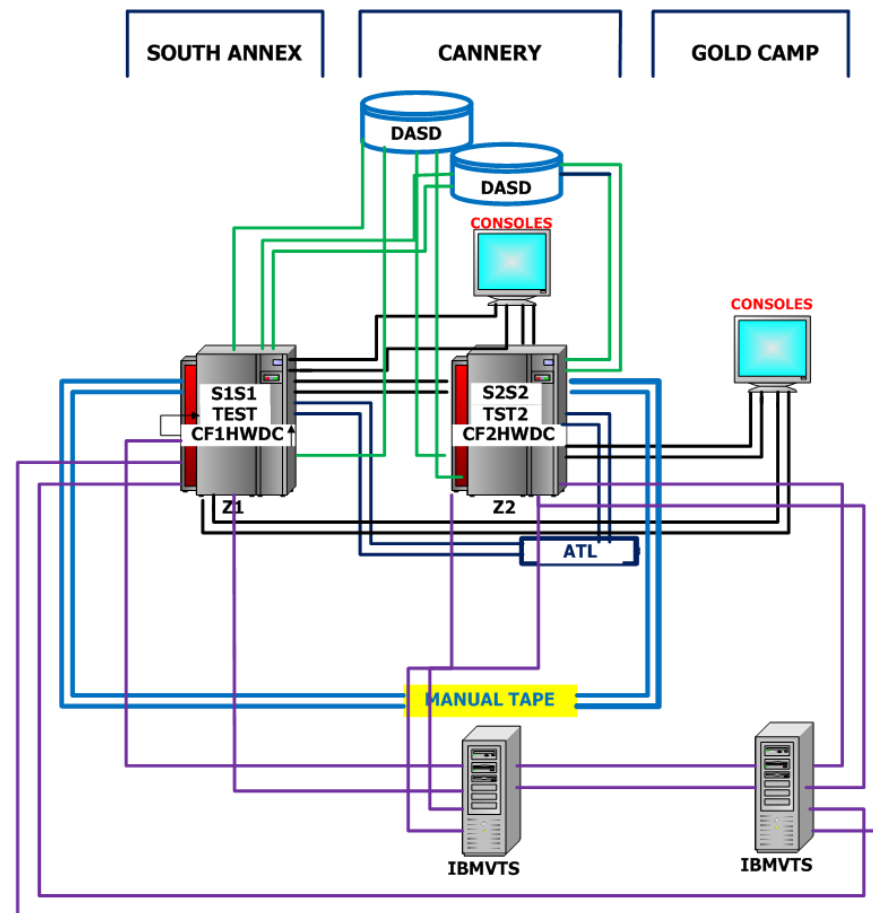 SOUTH ANNEX
CANNERY
GOLD CAMP
DASD
DASD
CONSOLES
CONSOLES
S1S1
TEST
CF1HWDC
Z1
S2S2
TST2
CF2HWDC
Z2
ATL
MANUAL TAPE
IBMVTS
IBMVTS